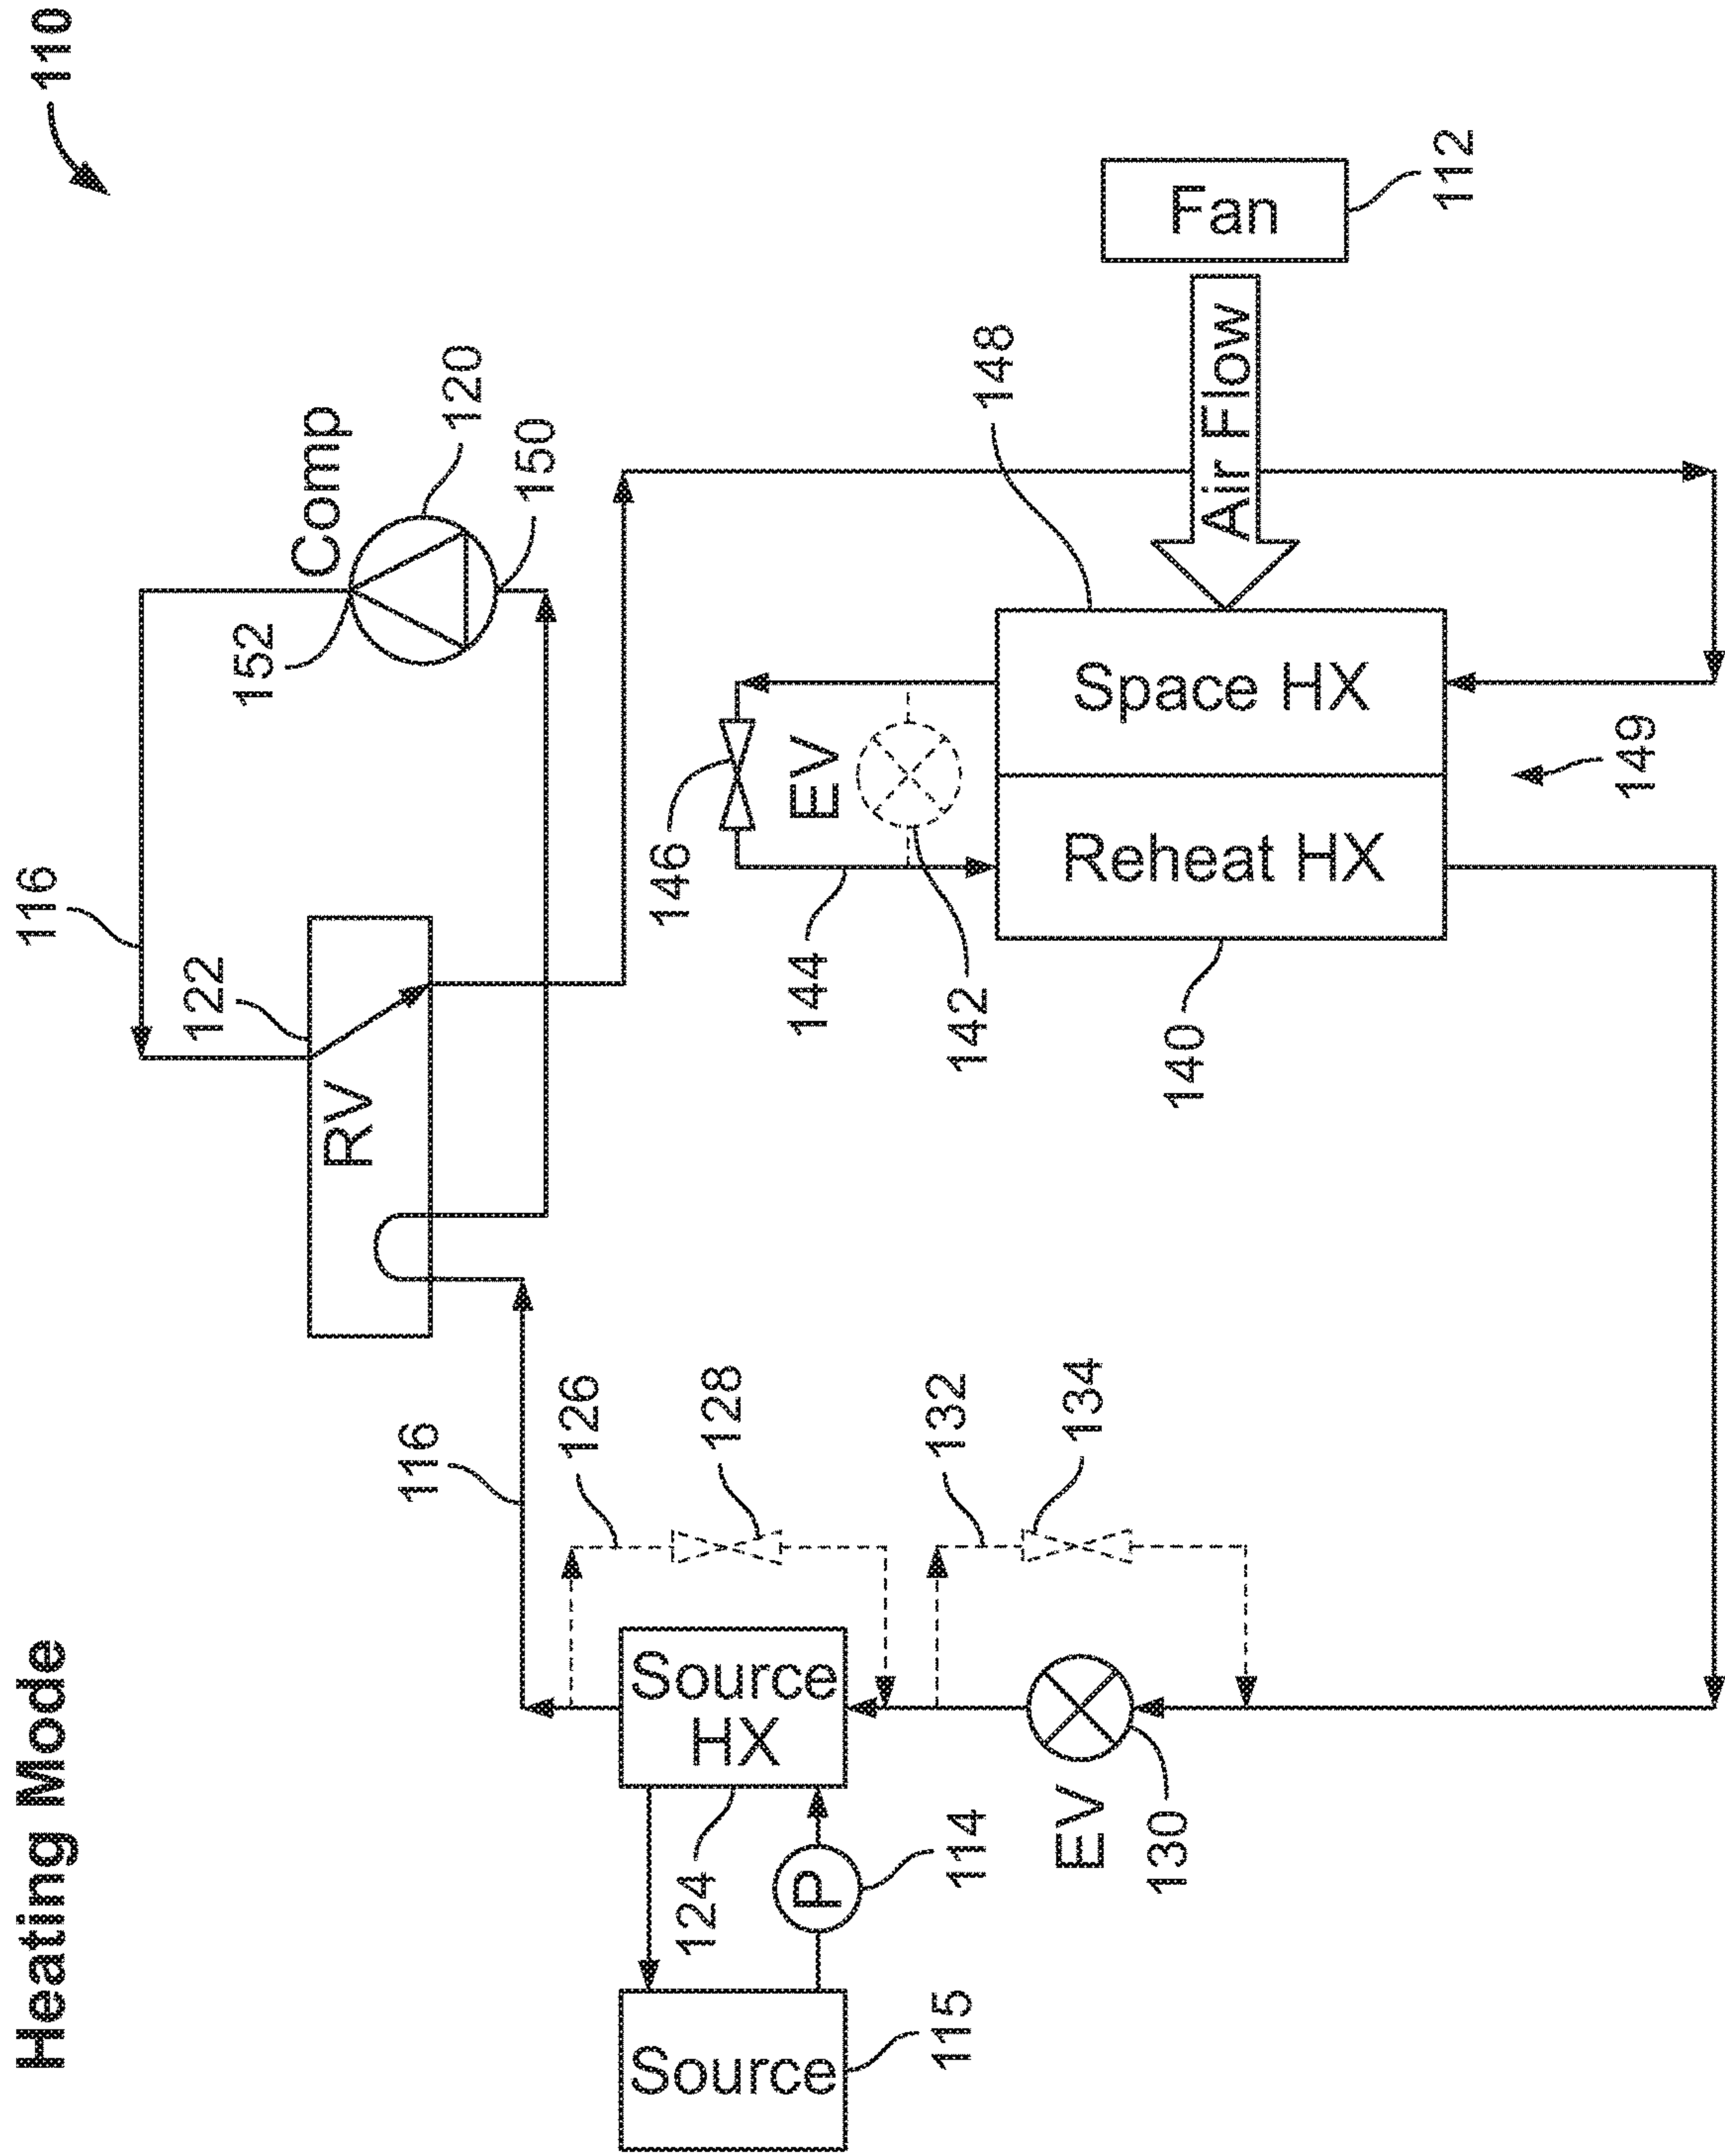 Heating Mode
110
116
122
RV
152
Comp
120
150
116
126
128
132
134
146
EV
144
142
148
Space HX
Reheat HX
140
149
Air Flow
Fan
112
Source
HX
124
P
114
Source
115
EV
130